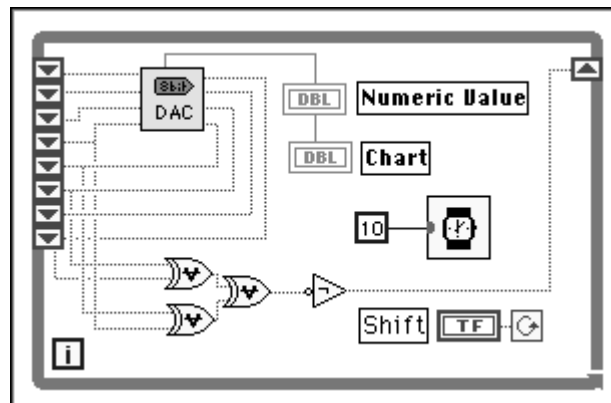 8bit
DAC
DBL Numeric Value
DBL Chart
10
Shift TF
i